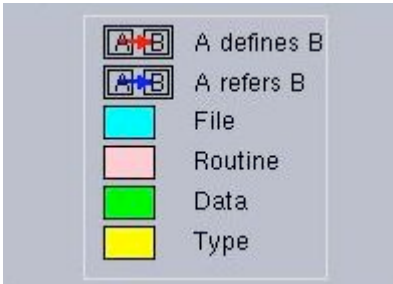 A B A defines B
A B A refers B
File
Routine
Data
Type